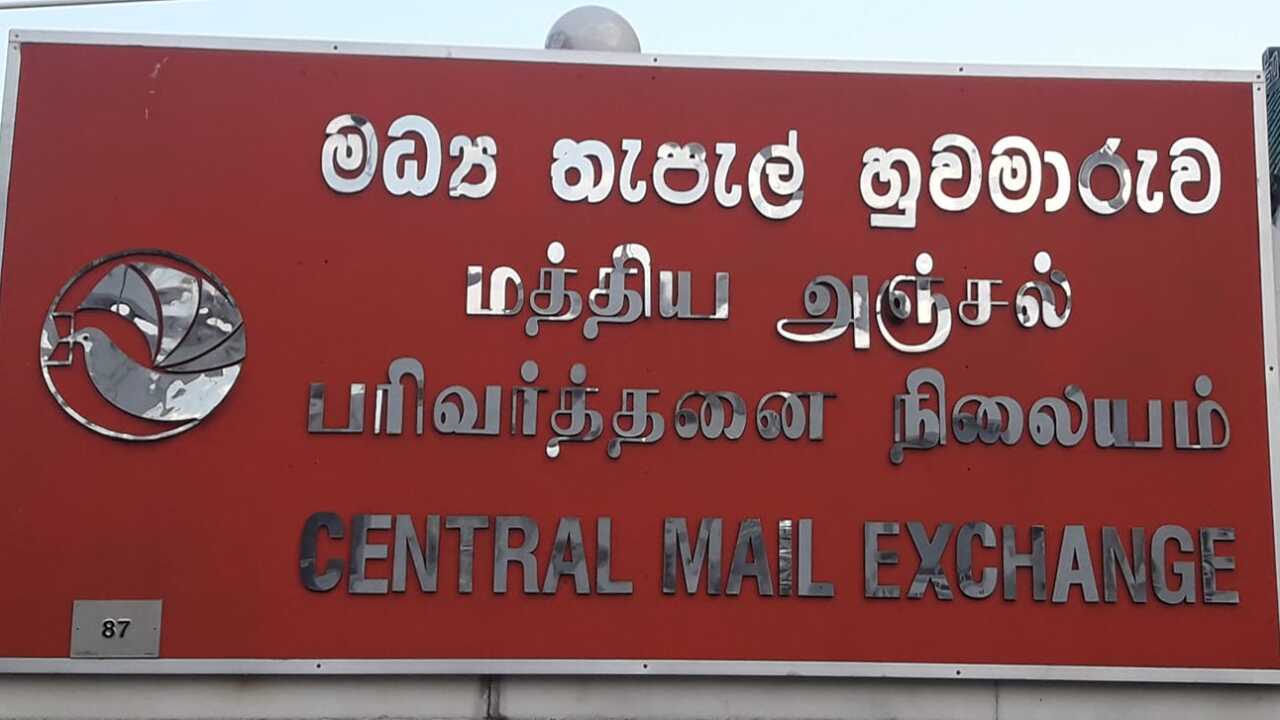 මධ්‍ය තැපැල් හුවමාරුව
மத்திய அஞ்சல்
பரிவர்த்தனை நிலையம்
CENTRAL MAIL EXCHANGE
87